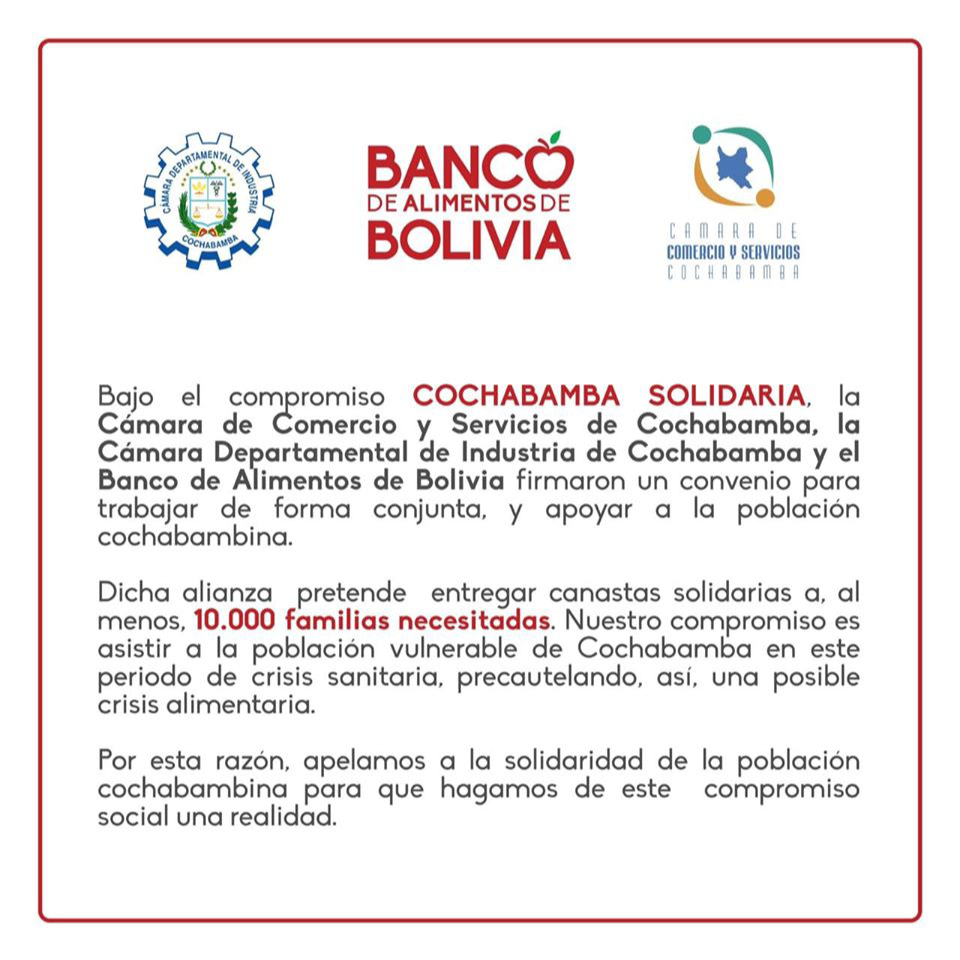 CÁMARA DEPARTAMENTAL DE INDUSTRIA
COCHABAMBA
BANCO
DE ALIMENTOS DE
BOLIVIA
CAMARA DE
COMERCIO Y SERVICIOS
COCHABAMBA
Bajo el compromiso COCHABAMBA SOLIDARIA, la
Cámara de Comercio y Servicios de Cochabamba, la
Cámara Departamental de Industria de Cochabamba y el
Banco de Alimentos de Bolivia firmaron un convenio para
trabajar de forma conjunta, y apoyar a la población
cochabambina.
Dicha alianza pretende entregar canastas solidarias a, al
menos, 10.000 familias necesitadas. Nuestro compromiso es
asistir a la población vulnerable de Cochabamba en este
periodo de crisis sanitaria, precautelando, así, una posible
crisis alimentaria.
Por esta razón, apelamos a la solidaridad de la población
cochabambina para que hagamos de este compromiso
social una realidad.